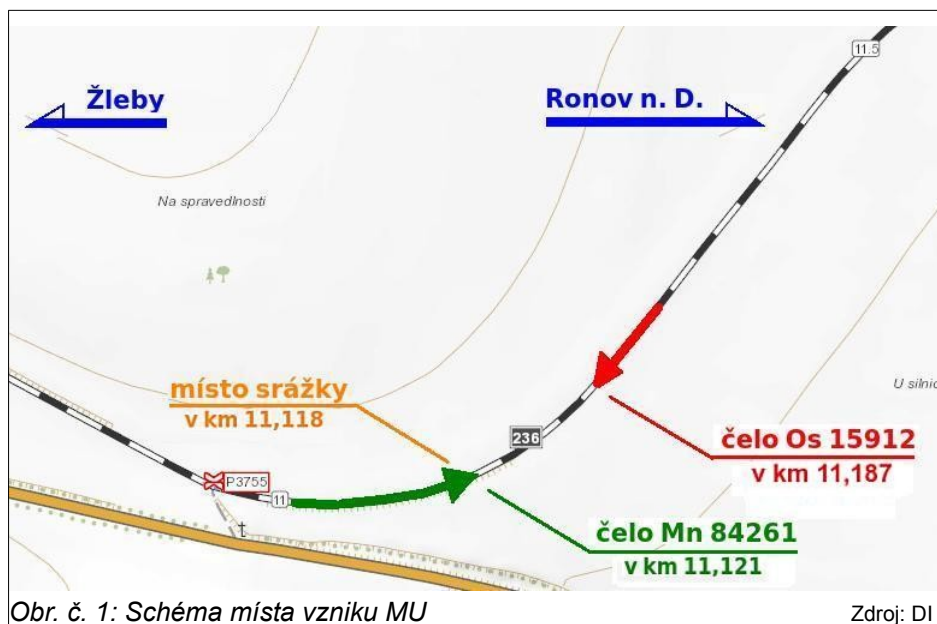 11.5
Žleby
Ronov n. D.
Na spravedlnosti
místo srážky
v km 11,118
U silnic
236
čelo Os 15912
v km 11,187
P3755
11
t
čelo Mn 84261
v km 11,121
Obr. č. 1: Schéma místa vzniku MU
Zdroj: DI